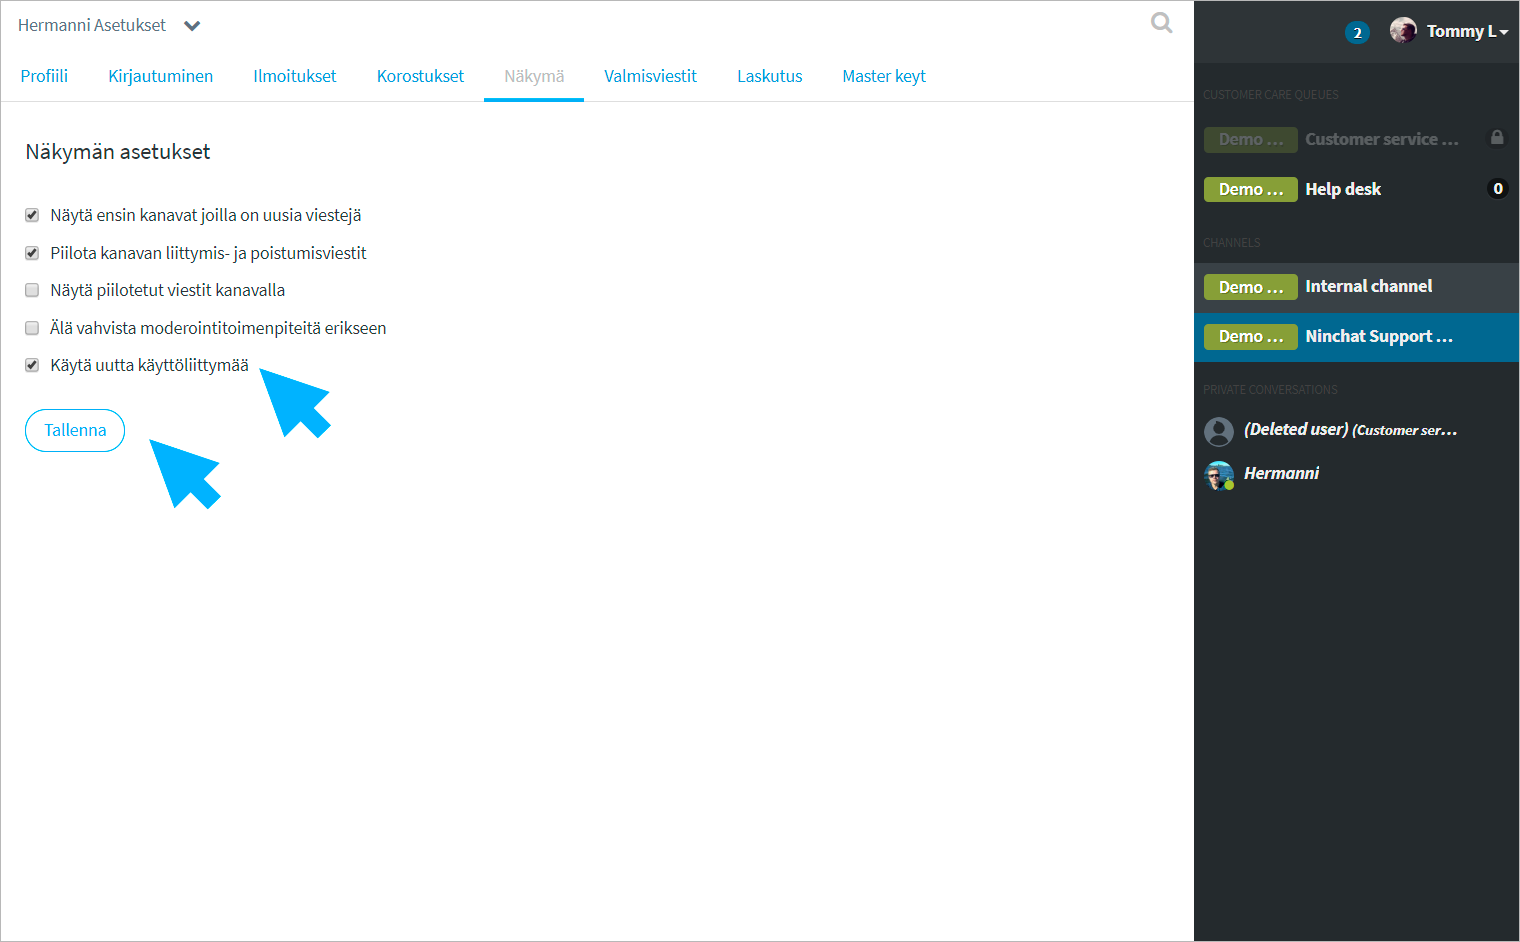 Hermanni Asetukset
Profiili Kirjautuminen Ilmoitukset Korostukset Näkymä Valmisviestit Laskutus Master keyt
Näkymän asetukset
Näytä ensin kanavat joilla on uusia viestejä
Piilota kanavan liittymis- ja poistumisviestit
Näytä piilotetut viestit kanavalla
Älä vahvista moderointitoimenpiteitä erikseen
Käytä uutta käyttöliittymää
Tallenna
2 Tommy L
CUSTOMER CARE QUEUES
Demo ... Customer service ...
Demo ... Help desk 0
CHANNELS
Demo ... Internal channel
Demo ... Ninchat Support ...
PRIVATE CONVERSATIONS
(Deleted user) (Customer ser...
Hermanni